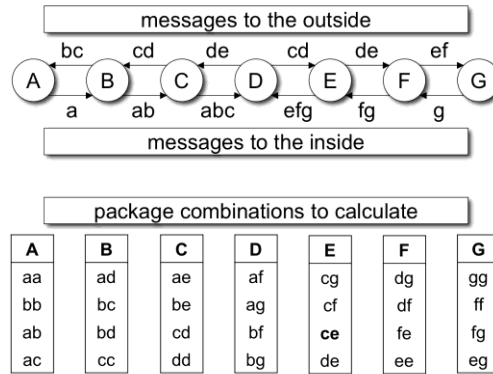 messages to the outside
bc cd de cd de ef
A B C D E F G
a ab abc efg fg g
messages to the inside
package combinations to calculate
A B C D E F G
aa ad ae af cg dg gg
bb bc be ag cf df ff
ab bd cd bf ce fe fg
ac cc dd bg de ee eg